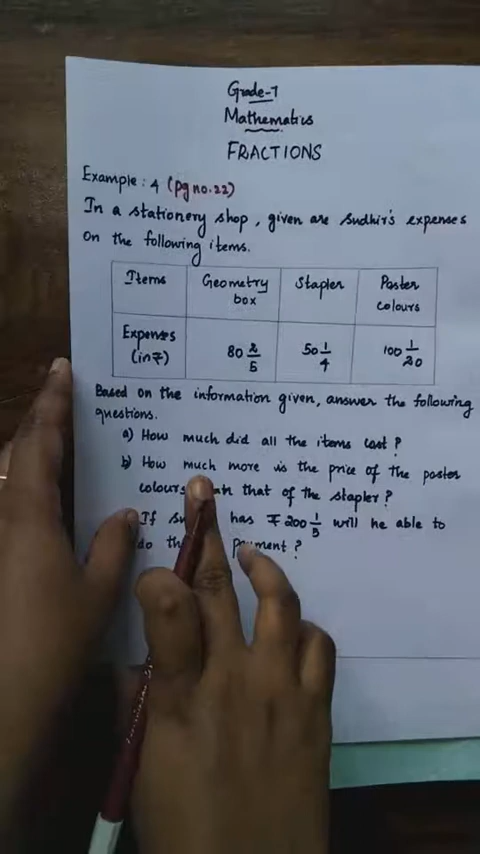 Grade-7
Mathematics
FRACTIONS
Example: 4 (pg no.22)
In a stationery shop, given are Sudhir's expenses
on the following items.
Items Geometry box Stapler Poster colours
Expenses (in ₹) 80 2/5 50 1/4 100 1/20
Based on the information given, answer the following
questions.
a) How much did all the items cost?
b) How much more is the price of the poster
colours that of the stapler?
If has ₹ 200 1/5 will he able to
do payment?